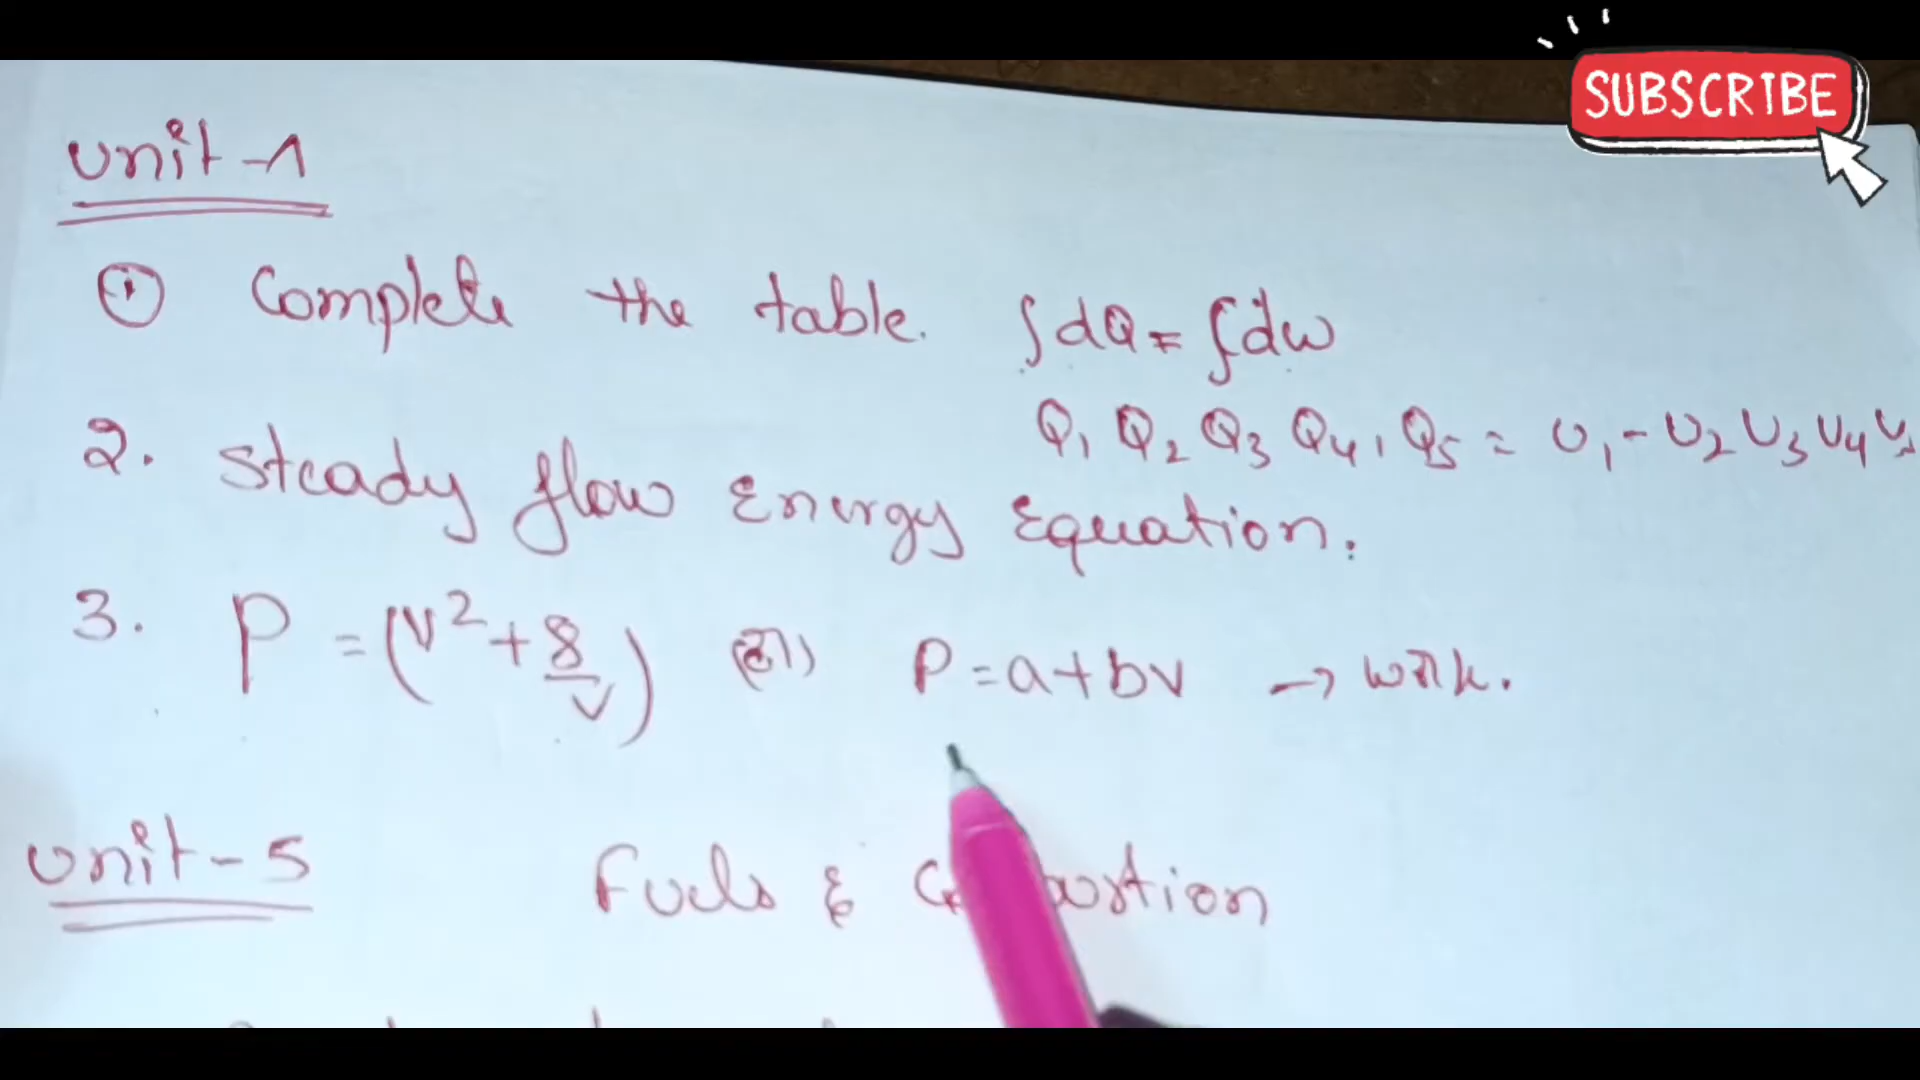 SUBSCRIBE
Unit-1
① Complete the table. ∫dQ = ∫dw
Q1 Q2 Q3 Q4, Q5 = U1-U2 U3 U4
2. Steady flow Energy Equation.
3. P = (V²+8/V) (or) P=a+bv → work.
Unit-5 Fuels &